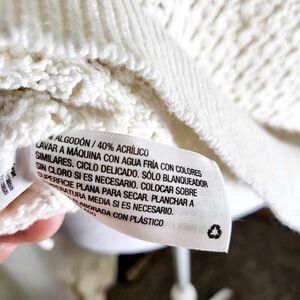 % ALGODÓN / 40% ACRÍLICO
LAVAR A MÁQUINA CON AGUA FRÍA CON COLORES
SIMILARES. CICLO DELICADO. SÓLO BLANQUEADOR
SIN CLORO SI ES NECESARIO. COLOCAR SOBRE
SUPERFICIE PLANA PARA SECAR. PLANCHAR A
TEMPERATURA MEDIA SI ES NECESARIO.
ELABORADA CON PLÁSTICO